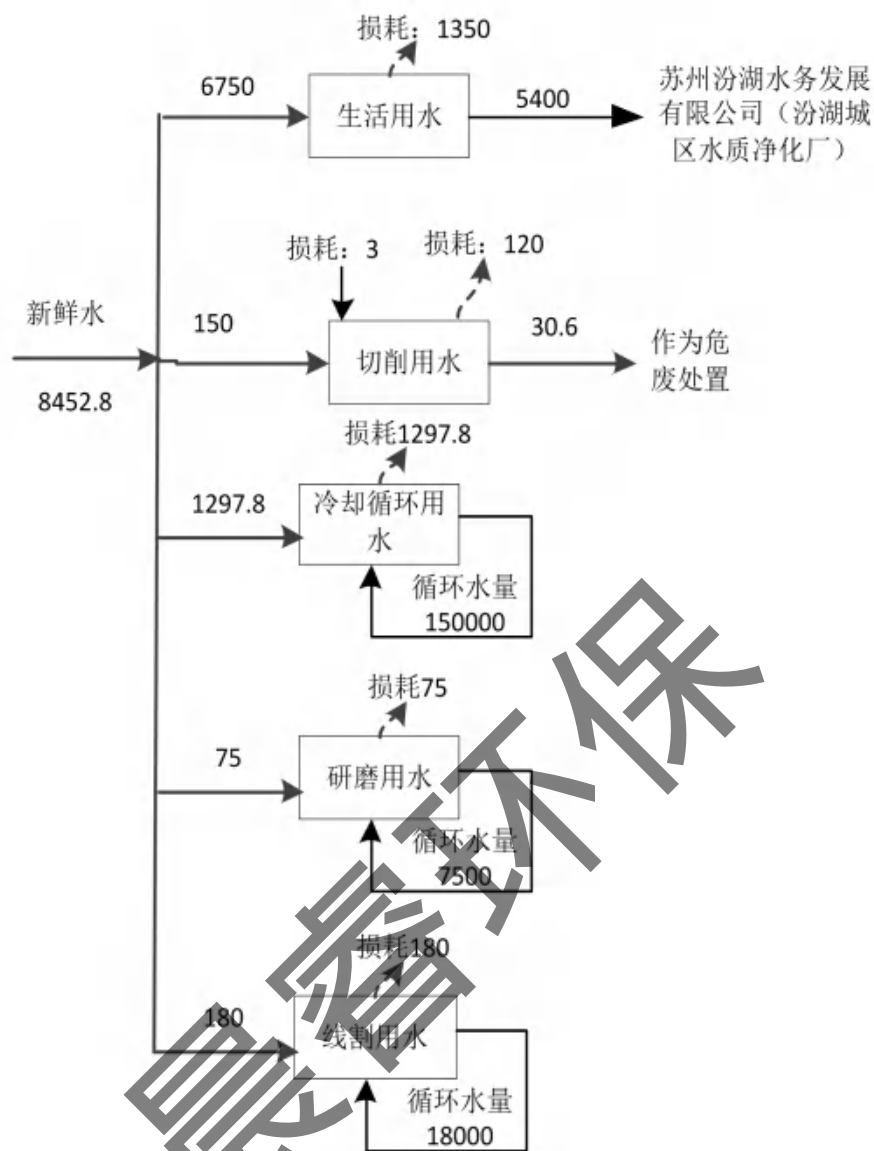 损耗：1350
6750
生活用水
5400
苏州汾湖水务发展
有限公司（汾湖城
区水质净化厂）
损耗：3
损耗：120
新鲜水
8452.8
150
切削用水
30.6
作为危
废处置
损耗1297.8
1297.8
冷却循环用
水
循环水量
150000
损耗75
75
研磨用水
循环水量
7500
损耗180
180
线割用水
循环水量
18000
睿环保